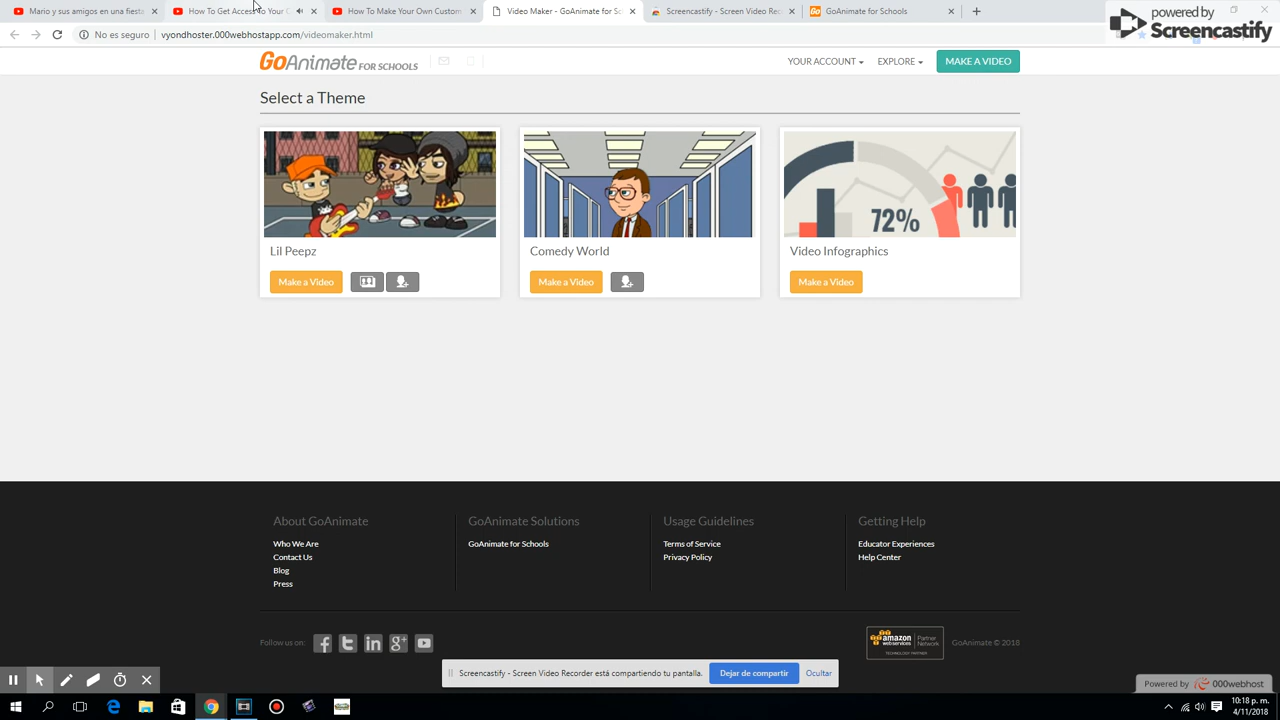 Mario y sus amigos en una fiesta
How To Get Access To Your G
How To Make Your Own Custom
Video Maker - GoAnimate for Sc
Screencastify - Screen Video Rec
GoAnimate for Schools
powered by
Screencastify
No es seguro
vyondhoster.000webhostapp.com/videomaker.html
GoAnimate FOR SCHOOLS
YOUR ACCOUNT
EXPLORE
MAKE A VIDEO
Select a Theme
72%
Lil Peepz
Comedy World
Video Infographics
Make a Video
Make a Video
Make a Video
About GoAnimate
GoAnimate Solutions
Usage Guidelines
Getting Help
Who We Are
GoAnimate for Schools
Terms of Service
Educator Experiences
Contact Us
Privacy Policy
Help Center
Blog
Press
Follow us on:
amazon
web services
Partner
Network
TECHNOLOGY PARTNER
GoAnimate © 2018
Screencastify - Screen Video Recorder está compartiendo tu pantalla.
Dejar de compartir
Ocultar
Powered by 000webhost
10:18 p. m.
4/11/2018